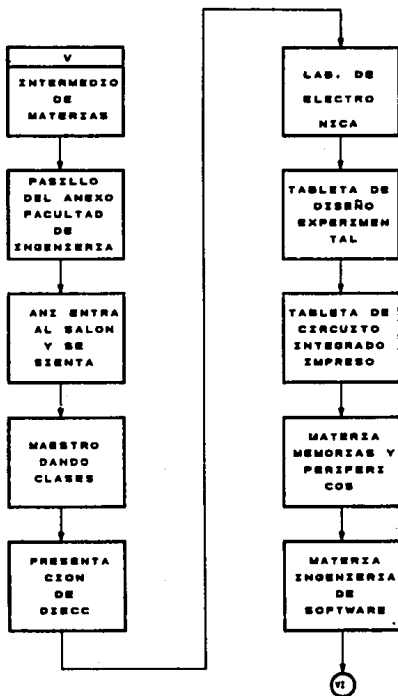 V
INTERMEDIO
DE
MATERIAS
PASILLO
DEL ANEXO
FACULTAD
DE
INGENIERIA
ANI ENTRA
AL SALON
Y SE
SIENTA
MAESTRO
DANDO
CLASES
PRESENTA
CION
DE
DIECC
LAB. DE
ELECTRO
NICA
TABLETA DE
DISEÑO
EXPERIMEN
TAL
TABLETA DE
CIRCUITO
INTEGRADO
IMPRESO
MATERIA
MEMORIAS Y
PERIFERI
COS
MATERIA
INGENIERIA
DE
SOFTWARE
VI